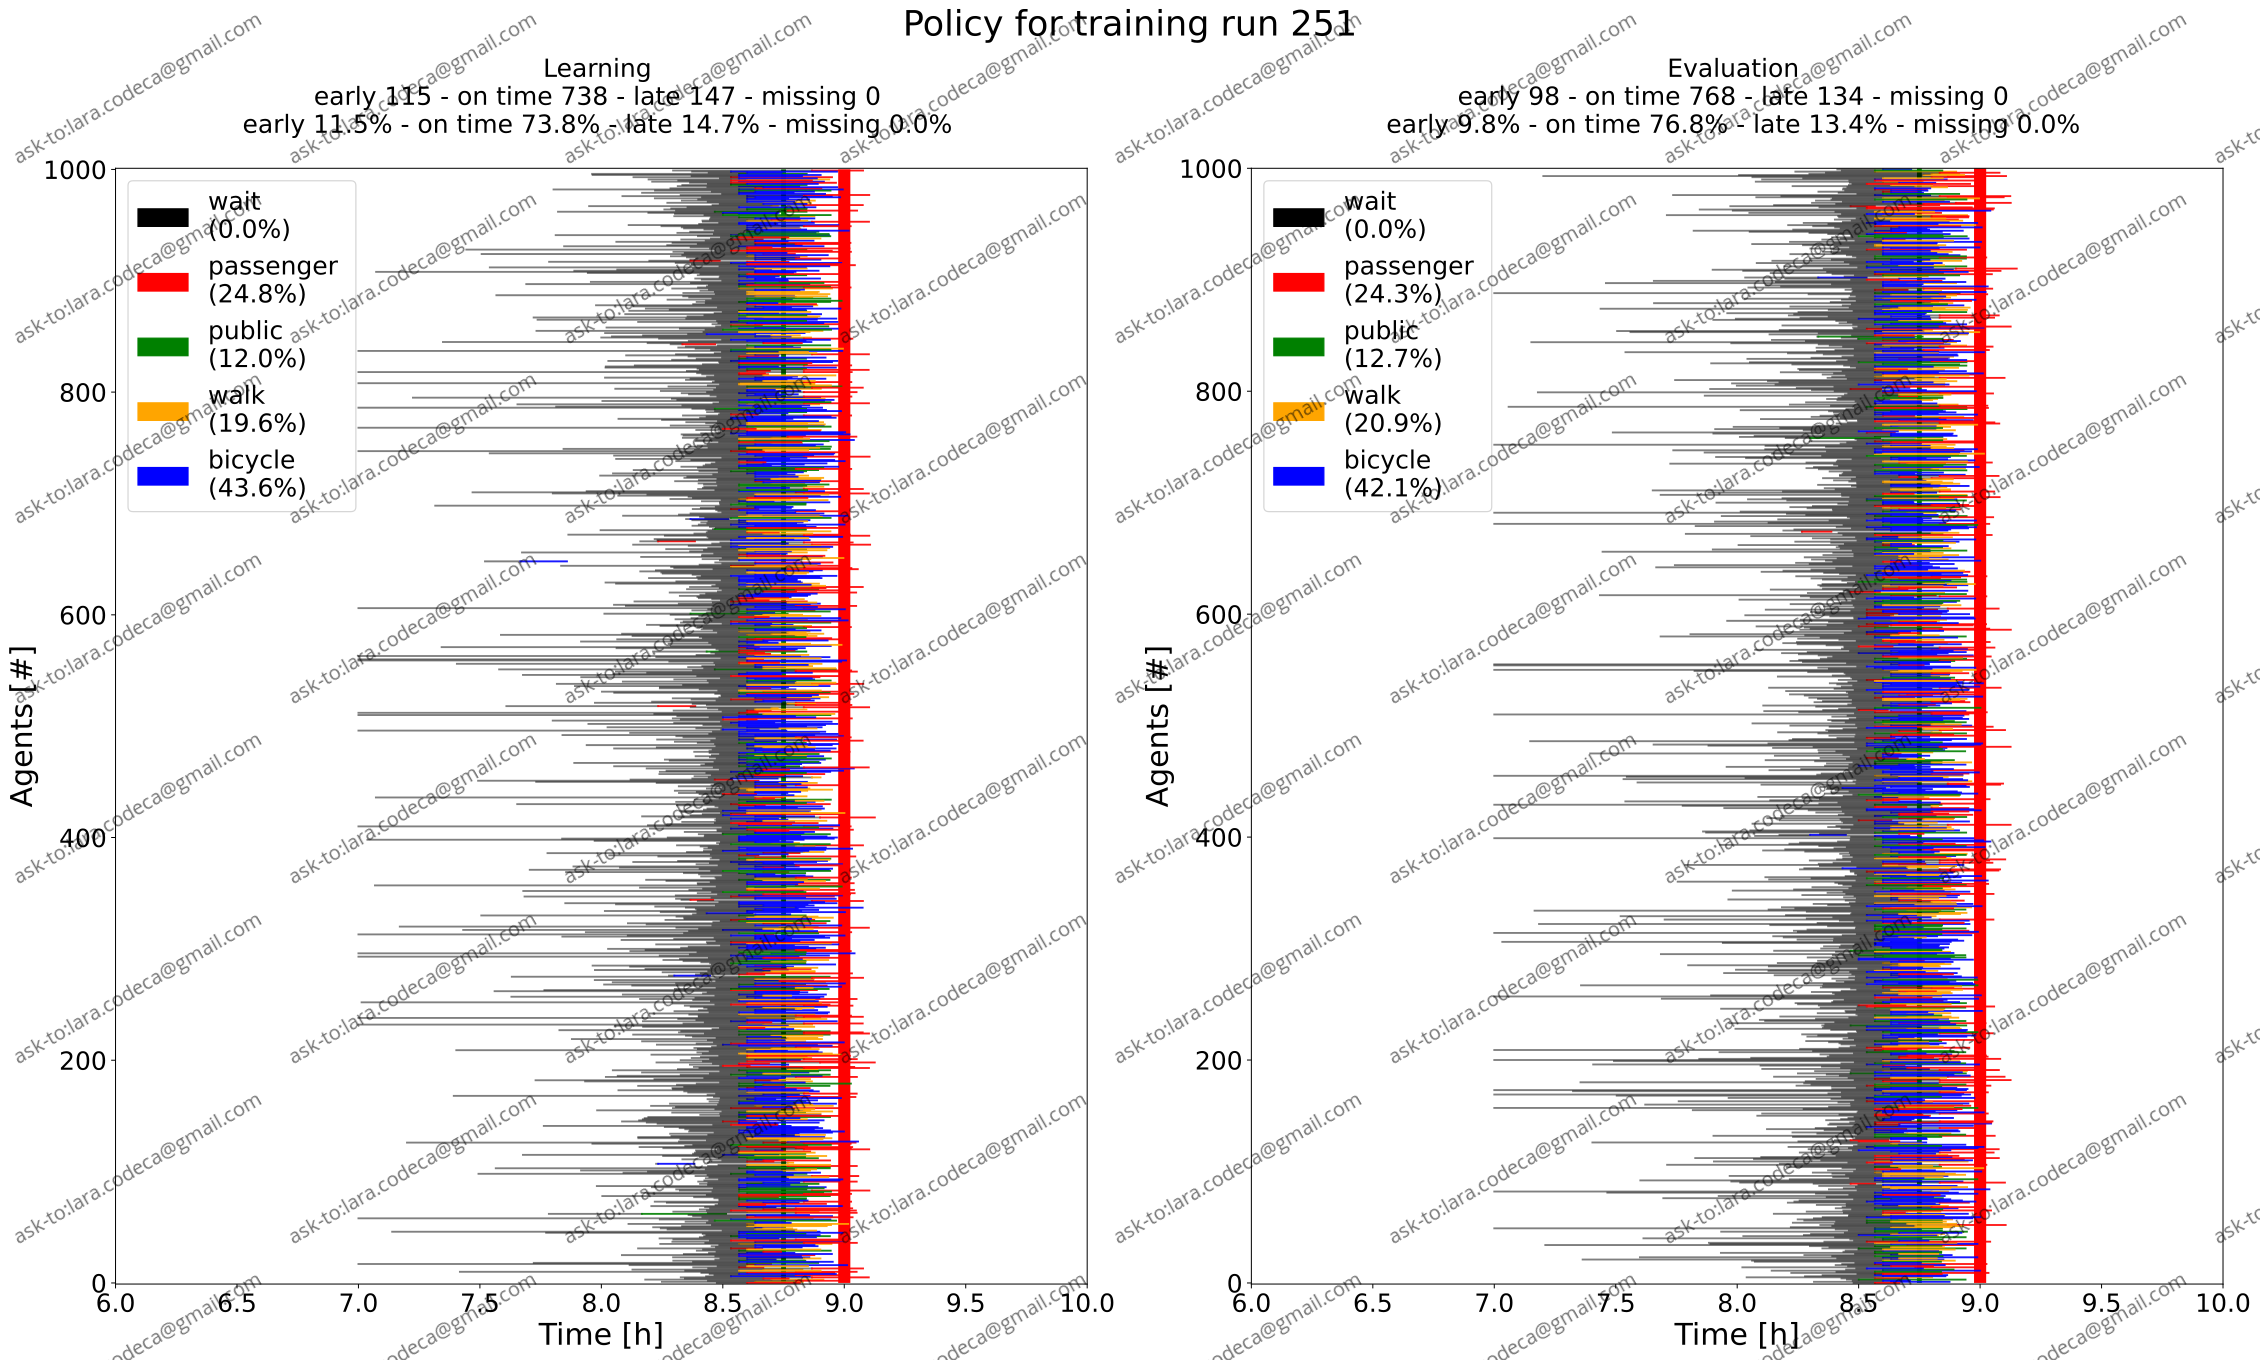 Policy for training run 251
Learning
early 115 - on time 738 - late 147 - missing 0
early 11.5% - on time 73.8% - late 14.7% - missing 0.0%
1000
800
600
400
200
0
Agents [#]
wait
(0.0%)
passenger
(24.8%)
public
(12.0%)
walk
(19.6%)
bicycle
(43.6%)
6.0 6.5 7.0 7.5 8.0 8.5 9.0 9.5 10.0
Time [h]
Evaluation
early 98 - on time 768 - late 134 - missing 0
early 9.8% - on time 76.8% - late 13.4% - missing 0.0%
1000
800
600
400
200
0
Agents [#]
wait
(0.0%)
passenger
(24.3%)
public
(12.7%)
walk
(20.9%)
bicycle
(42.1%)
6.0 6.5 7.0 7.5 8.0 8.5 9.0 9.5 10.0
Time [h]
ask-to:lara.codeca@gmail.com